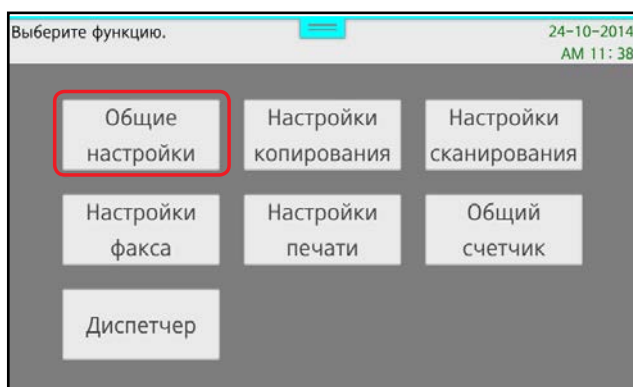 Выберите функцию.
24-10-2014
AM 11:38
Общие
настройки
Настройки
копирования
Настройки
сканирования
Настройки
факса
Настройки
печати
Общий
счетчик
Диспетчер